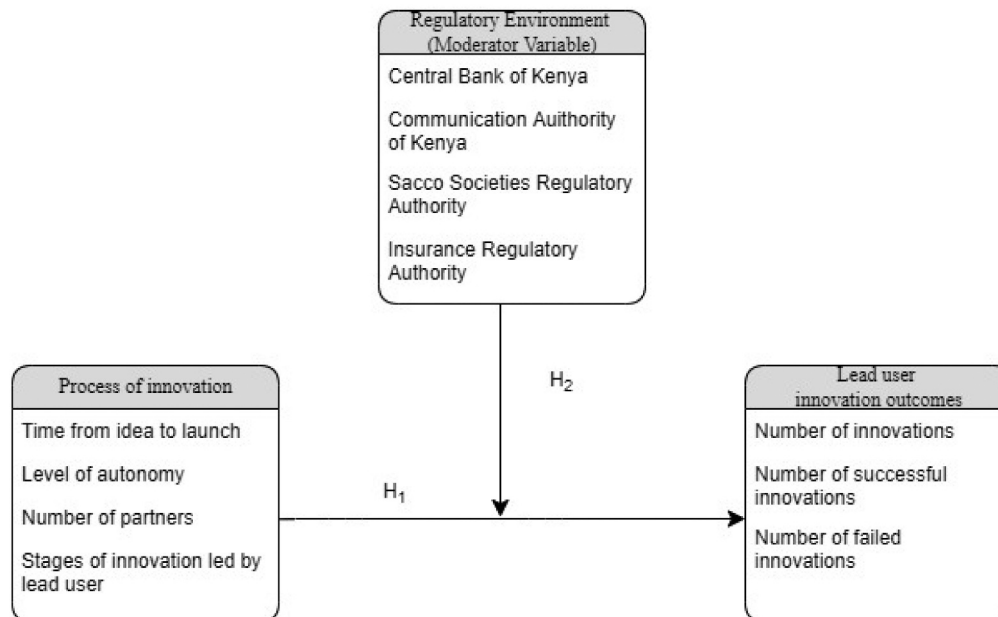 Regulatory Environment
(Moderator Variable)
Central Bank of Kenya
Communication Auithority
of Kenya
Sacco Societies Regulatory
Authority
Insurance Regulatory
Authority
H2
Process of innovation
Time from idea to launch
Level of autonomy
Number of partners
Stages of innovation led by
lead user
H1
Lead user
innovation outcomes
Number of innovations
Number of successful
innovations
Number of failed
innovations